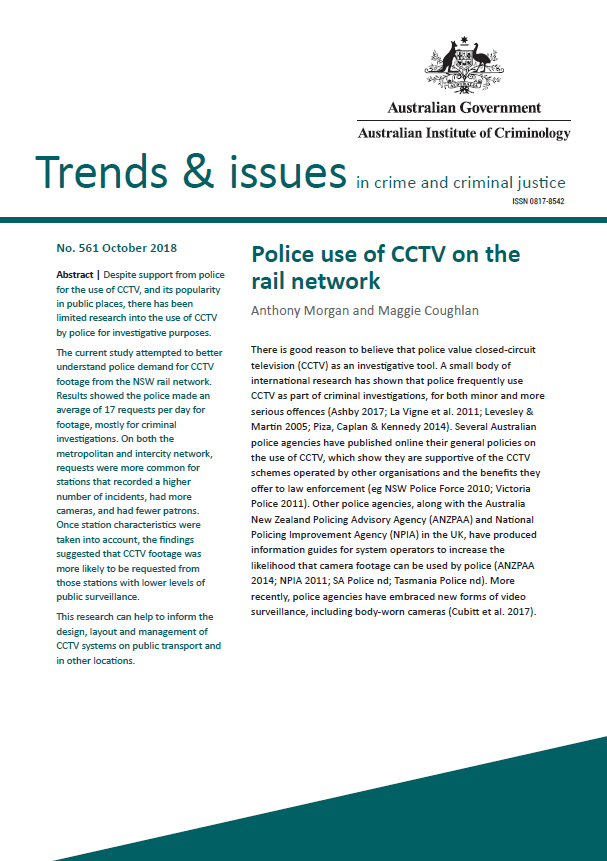 Australian Government
Australian Institute of Criminology
Trends & issues in crime and criminal justice
ISSN 0817-8542
No. 561 October 2018
Abstract | Despite support from police
for the use of CCTV, and its popularity
in public places, there has been
limited research into the use of CCTV
by police for investigative purposes.
The current study attempted to better
understand police demand for CCTV
footage from the NSW rail network.
Results showed the police made an
average of 17 requests per day for
footage, mostly for criminal
investigations. On both the
metropolitan and intercity network,
requests were more common for
stations that recorded a higher
number of incidents, had more
cameras, and had fewer patrons.
Once station characteristics were
taken into account, the findings
suggested that CCTV footage was
more likely to be requested from
those stations with lower levels of
public surveillance.
This research can help to inform the
design, layout and management of
CCTV systems on public transport and
in other locations.
Police use of CCTV on the
rail network
Anthony Morgan and Maggie Coughlan
There is good reason to believe that police value closed-circuit
television (CCTV) as an investigative tool. A small body of
international research has shown that police frequently use
CCTV as part of criminal investigations, for both minor and more
serious offences (Ashby 2017; La Vigne et al. 2011; Levesley &
Martin 2005; Piza, Caplan & Kennedy 2014). Several Australian
police agencies have published online their general policies on
the use of CCTV, which show they are supportive of the CCTV
schemes operated by other organisations and the benefits they
offer to law enforcement (eg NSW Police Force 2010; Victoria
Police 2011). Other police agencies, along with the Australia
New Zealand Policing Advisory Agency (ANZPAA) and National
Policing Improvement Agency (NPIA) in the UK, have produced
information guides for system operators to increase the
likelihood that camera footage can be used by police (ANZPAA
2014; NPIA 2011; SA Police nd; Tasmania Police nd). More
recently, police agencies have embraced new forms of video
surveillance, including body-worn cameras (Cubitt et al. 2017).